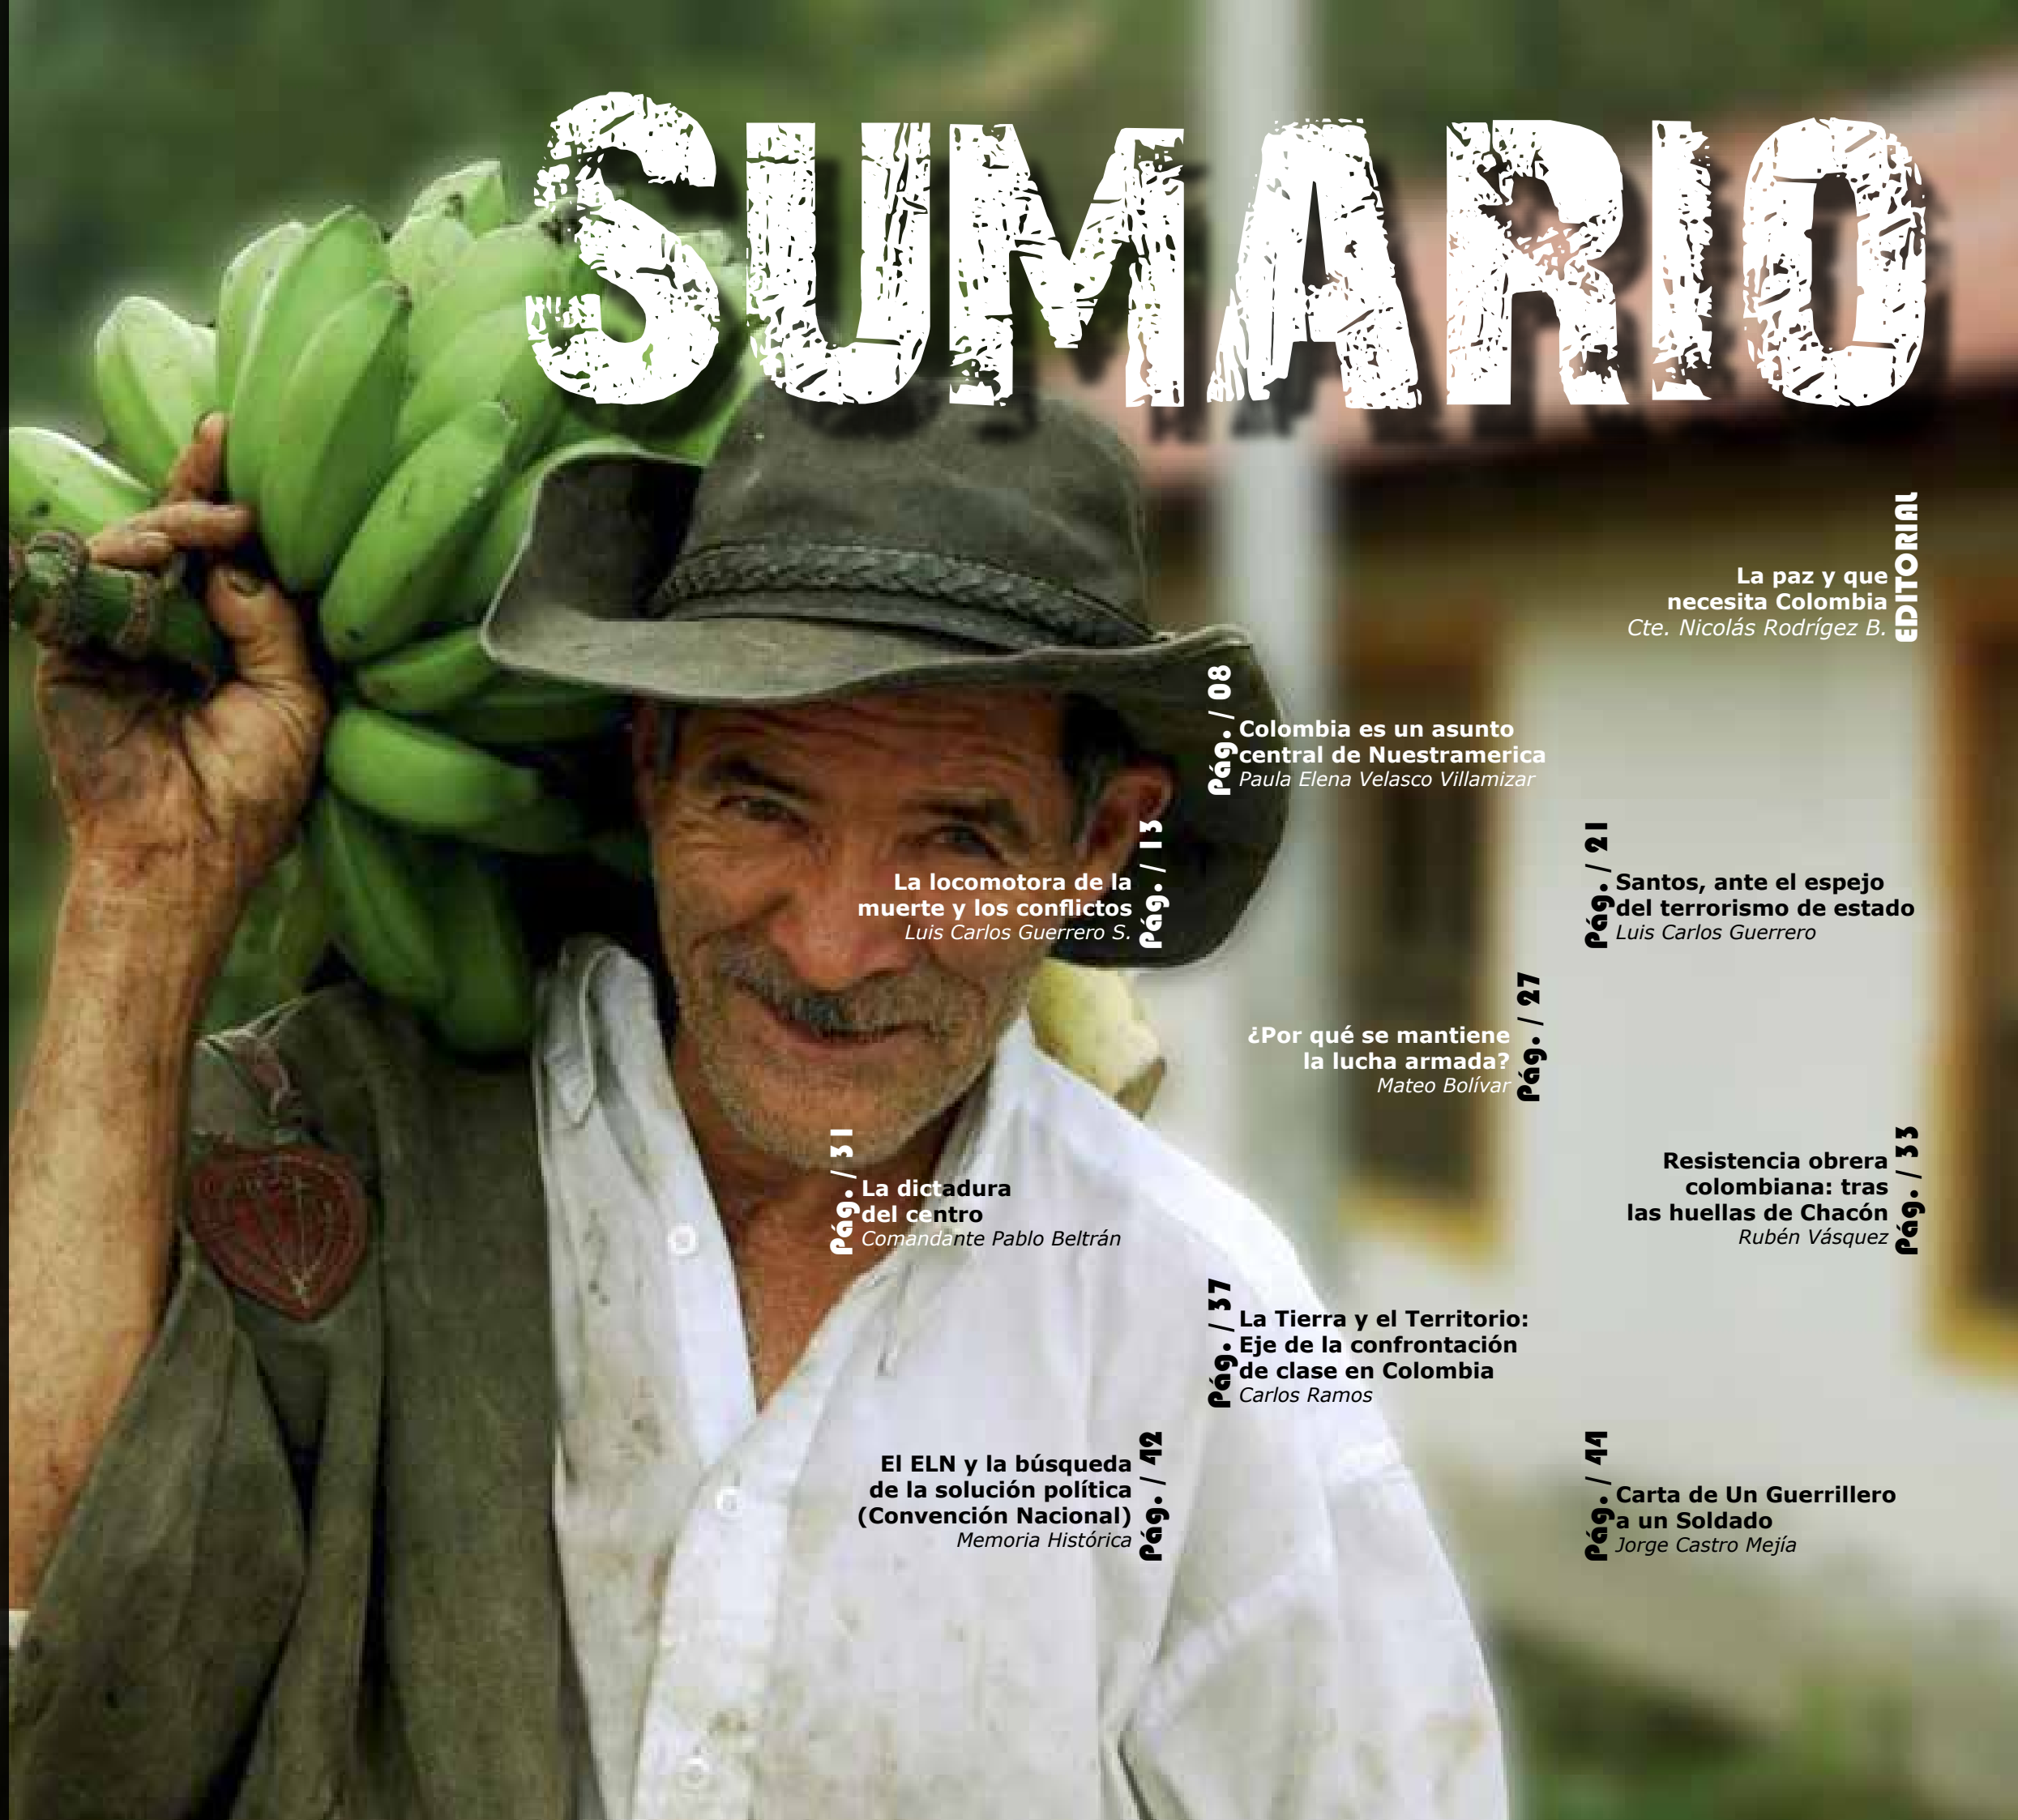 SUMARIO
EDITORIAL
La paz y que
necesita Colombia
Cte. Nicolás Rodrígez B.
Pág. / 08
Colombia es un asunto
central de Nuestramerica
Paula Elena Velasco Villamizar
Pág. / 13
La locomotora de la
muerte y los conflictos
Luis Carlos Guerrero S.
Pág. / 21
Santos, ante el espejo
del terrorismo de estado
Luis Carlos Guerrero
Pág. / 27
¿Por qué se mantiene
la lucha armada?
Mateo Bolívar
Pág. / 31
La dictadura
del centro
Comandante Pablo Beltrán
Pág. / 33
Resistencia obrera
colombiana: tras
las huellas de Chacón
Rubén Vásquez
Pág. / 37
La Tierra y el Territorio:
Eje de la confrontación
de clase en Colombia
Carlos Ramos
Pág. / 42
El ELN y la búsqueda
de la solución política
(Convención Nacional)
Memoria Histórica
Pág. / 44
Carta de Un Guerrillero
a un Soldado
Jorge Castro Mejía